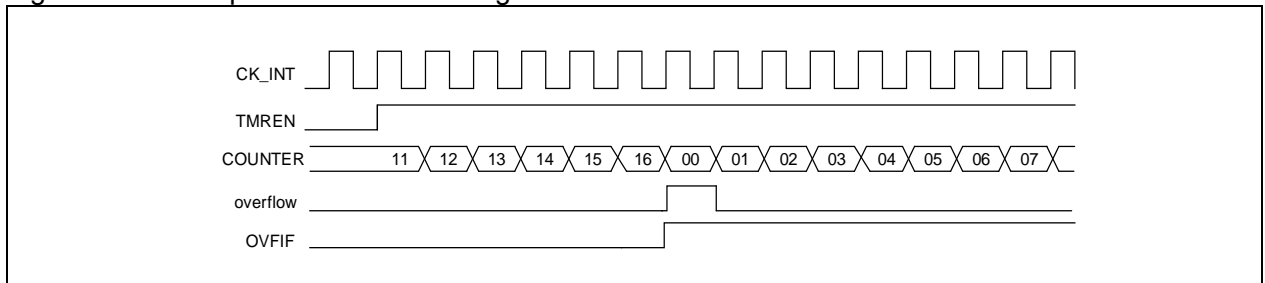 CK_INT
TMREN
COUNTER 11 12 13 14 15 16 00 01 02 03 04 05 06 07
overflow
OVFIF